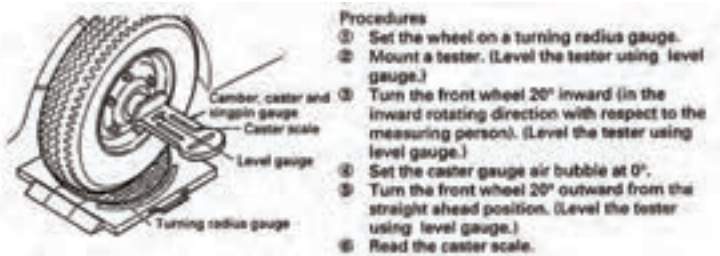 Procedures
① Set the wheel on a turning radius gauge.
② Mount a tester. (Level the tester using level
gauge.)
③ Turn the front wheel 20° inward (in the
inward rotating direction with respect to the
measuring person). (Level the tester using
level gauge.)
④ Set the caster gauge air bubble at 0°.
⑤ Turn the front wheel 20° outward from the
straight ahead position. (Level the tester
using level gauge.)
⑥ Read the caster scale.
Camber, caster and
singpin gauge
Caster scale
Level gauge
Turning radius gauge